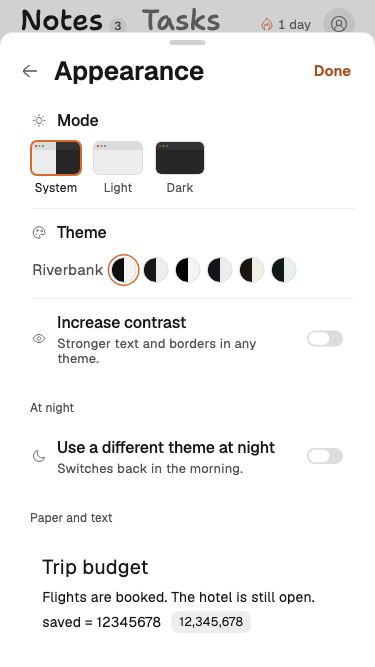 Notes 3 Tasks 1 day
Appearance Done
Mode
System Light Dark
Theme
Riverbank
Increase contrast
Stronger text and borders in any
theme.
At night
Use a different theme at night
Switches back in the morning.
Paper and text
Trip budget
Flights are booked. The hotel is still open.
saved = 12345678 12,345,678